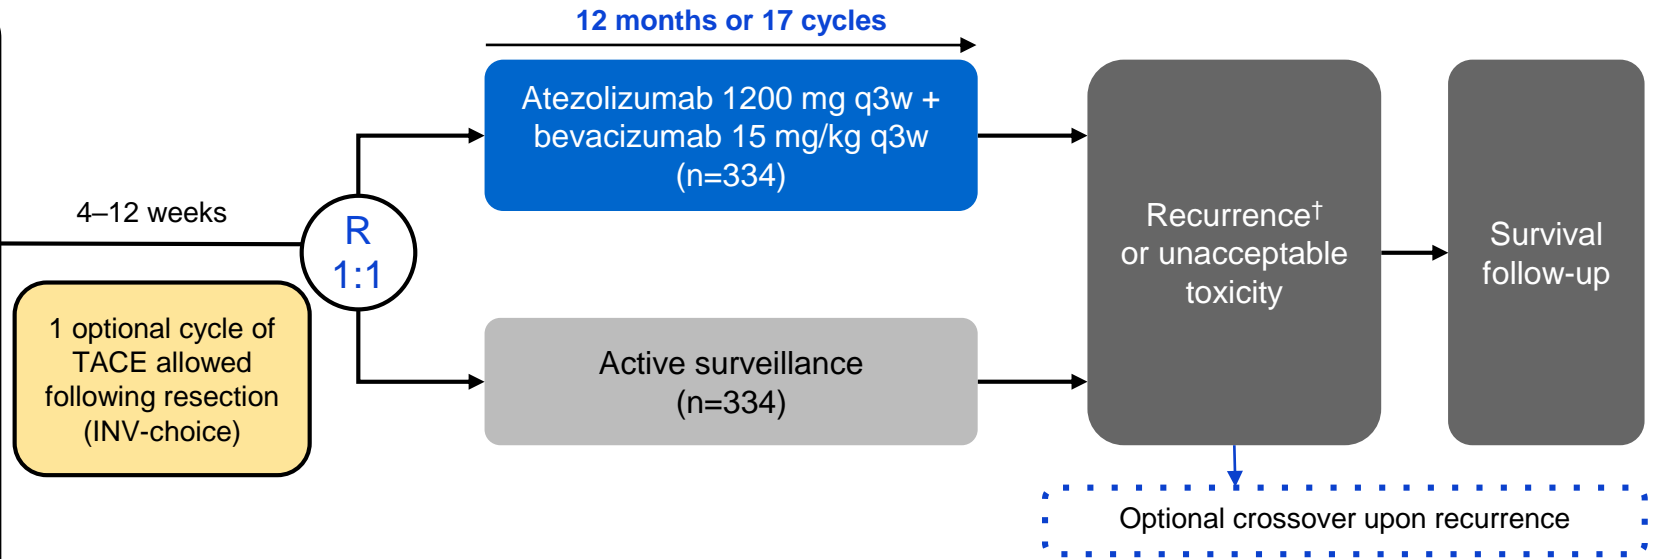 12 months or 17 cycles
Atezolizumab 1200 mg q3w +
bevacizumab 15 mg/kg q3w
(n=334)
4–12 weeks
R
1:1
1 optional cycle of
TACE allowed
following resection
(INV-choice)
Active surveillance
(n=334)
Recurrence†
or unacceptable
toxicity
Survival
follow-up
Optional crossover upon recurrence